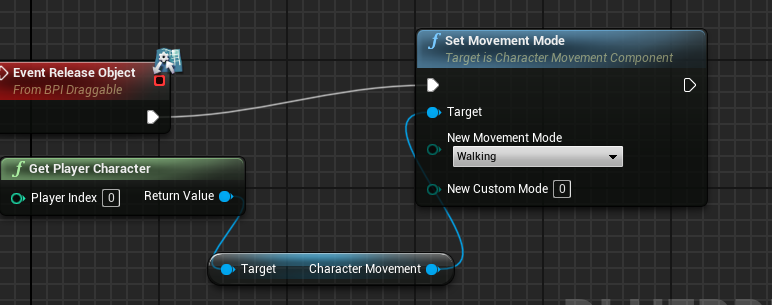 Event Release Object
From BPI Draggable
f Set Movement Mode
Target is Character Movement Component
Target
New Movement Mode
Walking
New Custom Mode 0
f Get Player Character
Player Index 0 Return Value
Target Character Movement